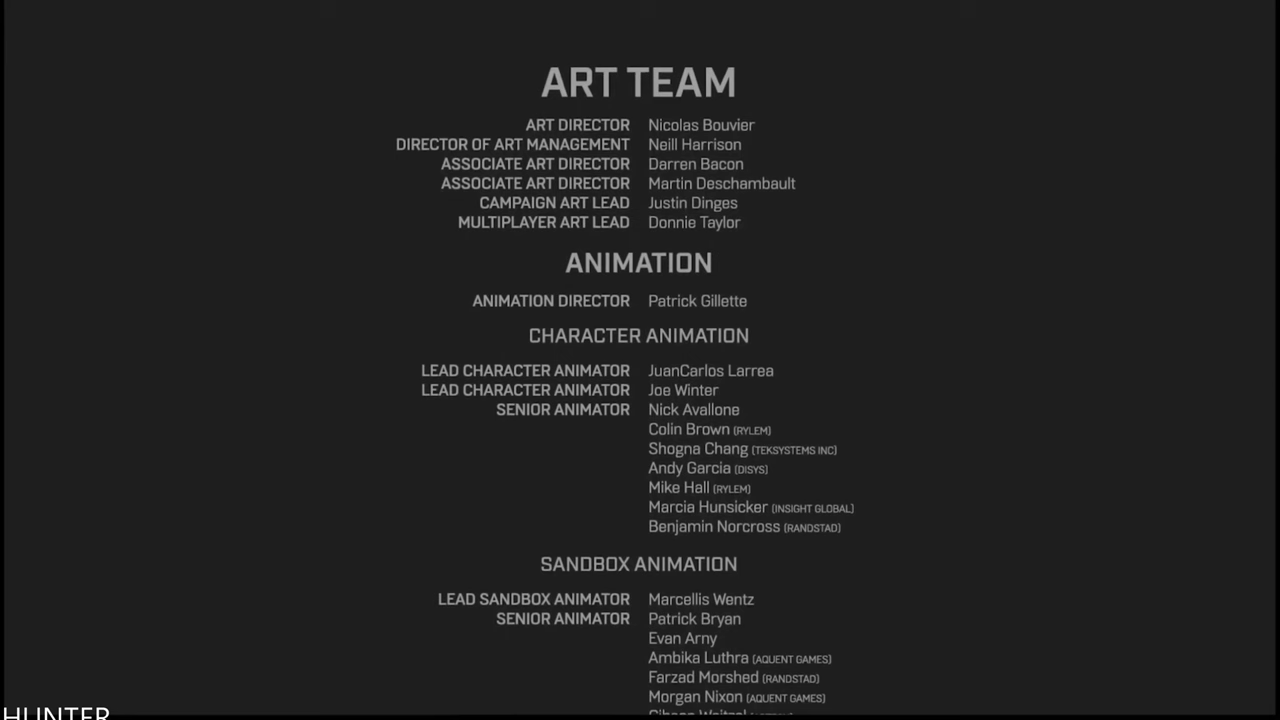 ART TEAM
ART DIRECTOR Nicolas Bouvier
DIRECTOR OF ART MANAGEMENT Neill Harrison
ASSOCIATE ART DIRECTOR Darren Bacon
ASSOCIATE ART DIRECTOR Martin Deschambault
CAMPAIGN ART LEAD Justin Dinges
MULTIPLAYER ART LEAD Donnie Taylor
ANIMATION
ANIMATION DIRECTOR Patrick Gillette
CHARACTER ANIMATION
LEAD CHARACTER ANIMATOR JuanCarlos Larrea
LEAD CHARACTER ANIMATOR Joe Winter
SENIOR ANIMATOR Nick Avallone
Colin Brown (RYLEM)
Shogna Chang (TEKSYSTEMS INC)
Andy Garcia (DISYS)
Mike Hall (RYLEM)
Marcia Hunsicker (INSIGHT GLOBAL)
Benjamin Norcross (RANDSTAD)
SANDBOX ANIMATION
LEAD SANDBOX ANIMATOR Marcellis Wentz
SENIOR ANIMATOR Patrick Bryan
Evan Arny
Ambika Luthra (AQUENT GAMES)
Farzad Morshed (RANDSTAD)
Morgan Nixon (AQUENT GAMES)
HUNTER